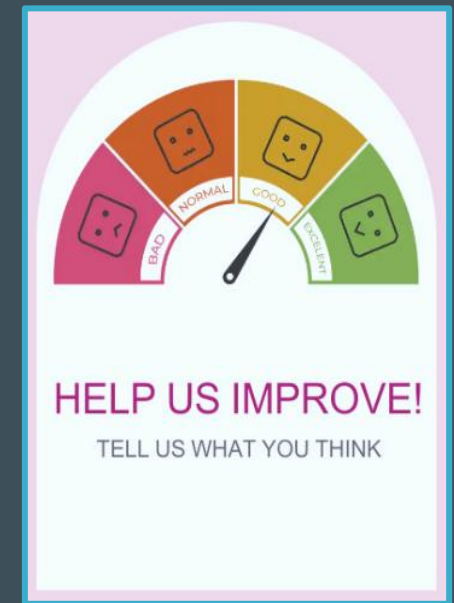 BAD
NORMAL
GOOD
EXCELENT
HELP US IMPROVE!
TELL US WHAT YOU THINK